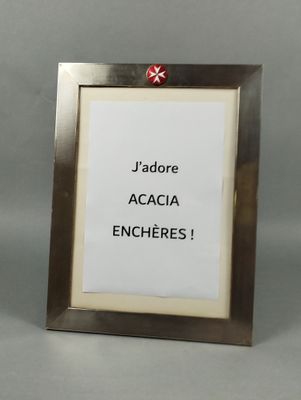 J'adore
ACACIA
ENCHÈRES !